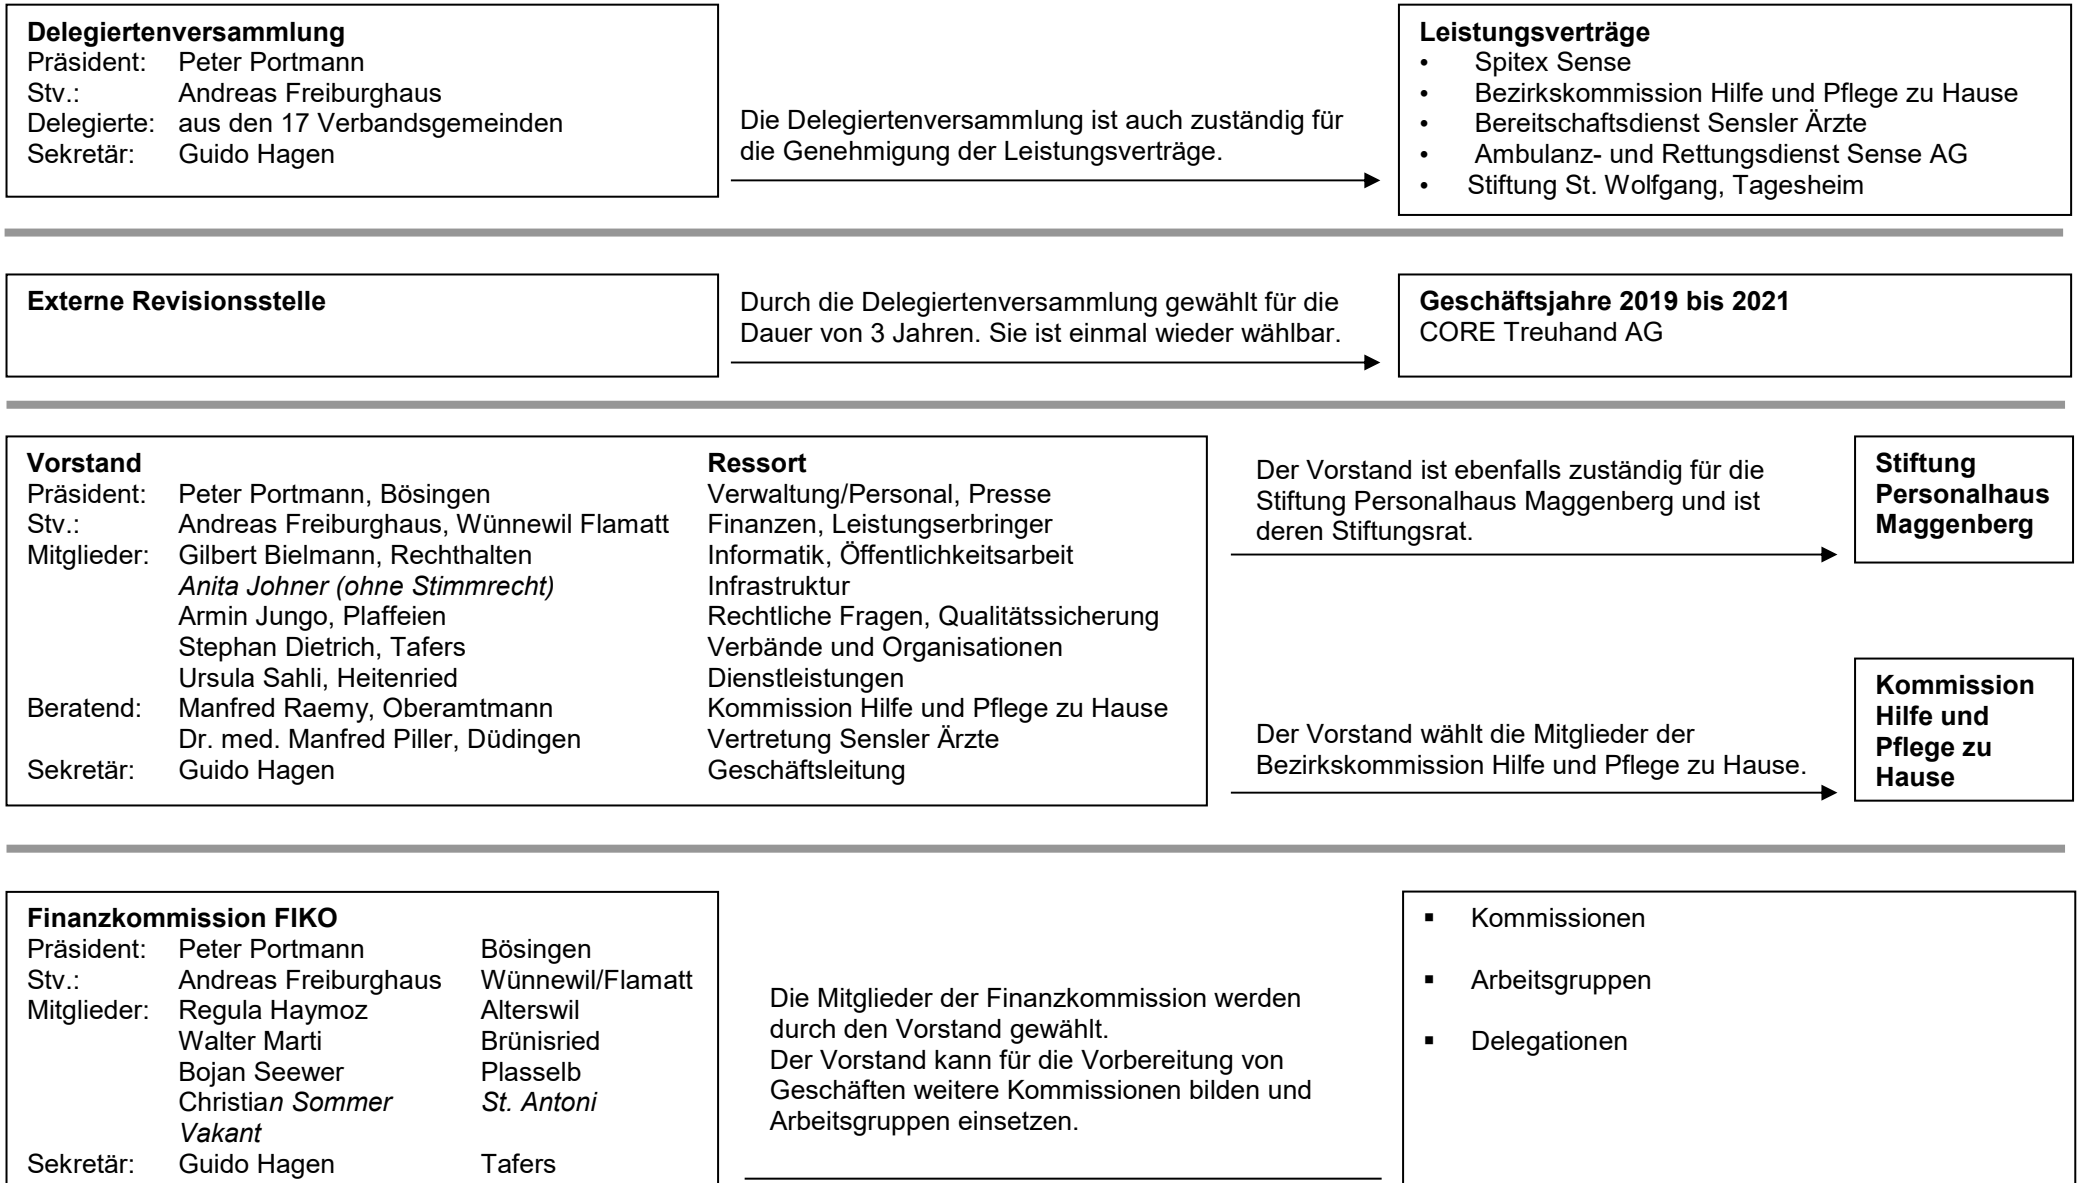 Delegiertenversammlung
Präsident: Peter Portmann
Stv.: Andreas Freiburghaus
Delegierte: aus den 17 Verbandsgemeinden
Sekretär: Guido Hagen
Die Delegiertenversammlung ist auch zuständig für
die Genehmigung der Leistungsverträge.
Leistungsverträge
• Spitex Sense
• Bezirkskommission Hilfe und Pflege zu Hause
• Bereitschaftsdienst Sensler Ärzte
• Ambulanz- und Rettungsdienst Sense AG
• Stiftung St. Wolfgang, Tagesheim
Externe Revisionsstelle
Durch die Delegiertenversammlung gewählt für die
Dauer von 3 Jahren. Sie ist einmal wieder wählbar.
Geschäftsjahre 2019 bis 2021
CORE Treuhand AG
Vorstand Ressort
Präsident: Peter Portmann, Bösingen Verwaltung/Personal, Presse
Stv.: Andreas Freiburghaus, Wünnewil Flamatt Finanzen, Leistungserbringer
Mitglieder: Gilbert Bielmann, Rechthalten Informatik, Öffentlichkeitsarbeit
Anita Johner (ohne Stimmrecht) Infrastruktur
Armin Jungo, Plaffeien Rechtliche Fragen, Qualitätssicherung
Stephan Dietrich, Tafers Verbände und Organisationen
Ursula Sahli, Heitenried Dienstleistungen
Beratend: Manfred Raemy, Oberamtmann Kommission Hilfe und Pflege zu Hause
Dr. med. Manfred Piller, Düdingen Vertretung Sensler Ärzte
Sekretär: Guido Hagen Geschäftsleitung
Der Vorstand ist ebenfalls zuständig für die
Stiftung Personalhaus Maggenberg und ist
deren Stiftungsrat.
Stiftung
Personalhaus
Maggenberg
Der Vorstand wählt die Mitglieder der
Bezirkskommission Hilfe und Pflege zu Hause.
Kommission
Hilfe und
Pflege zu
Hause
Finanzkommission FIKO
Präsident: Peter Portmann Bösingen
Stv.: Andreas Freiburghaus Wünnewil/Flamatt
Mitglieder: Regula Haymoz Alterswil
Walter Marti Brünisried
Bojan Seewer Plasselb
Christian Sommer St. Antoni
Vakant
Sekretär: Guido Hagen Tafers
Die Mitglieder der Finanzkommission werden
durch den Vorstand gewählt.
Der Vorstand kann für die Vorbereitung von
Geschäften weitere Kommissionen bilden und
Arbeitsgruppen einsetzen.
▪ Kommissionen
▪ Arbeitsgruppen
▪ Delegationen